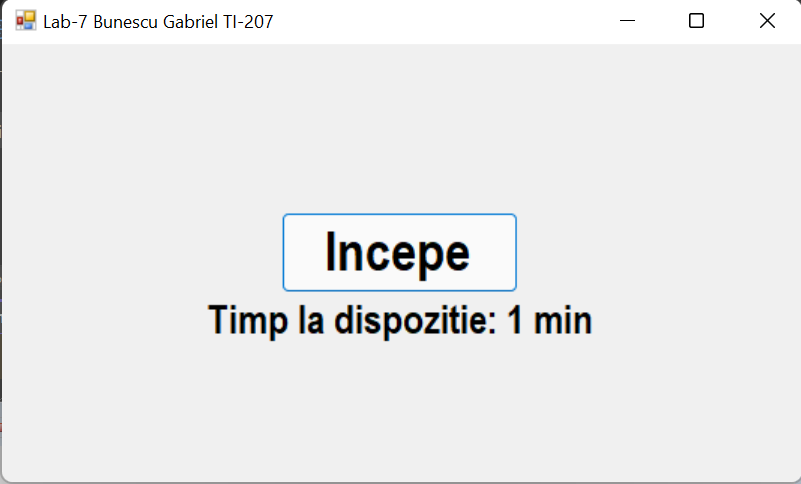 Lab-7 Bunescu Gabriel TI-207
Incepe
Timp la dispozitie: 1 min